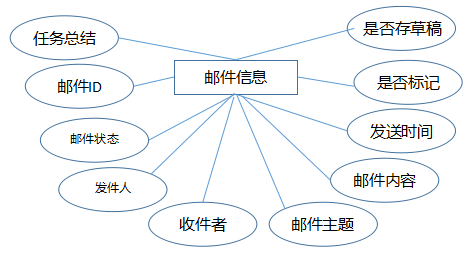 任务总结
是否存草稿
邮件信息
邮件ID
是否标记
邮件状态
发送时间
发件人
邮件内容
收件者
邮件主题